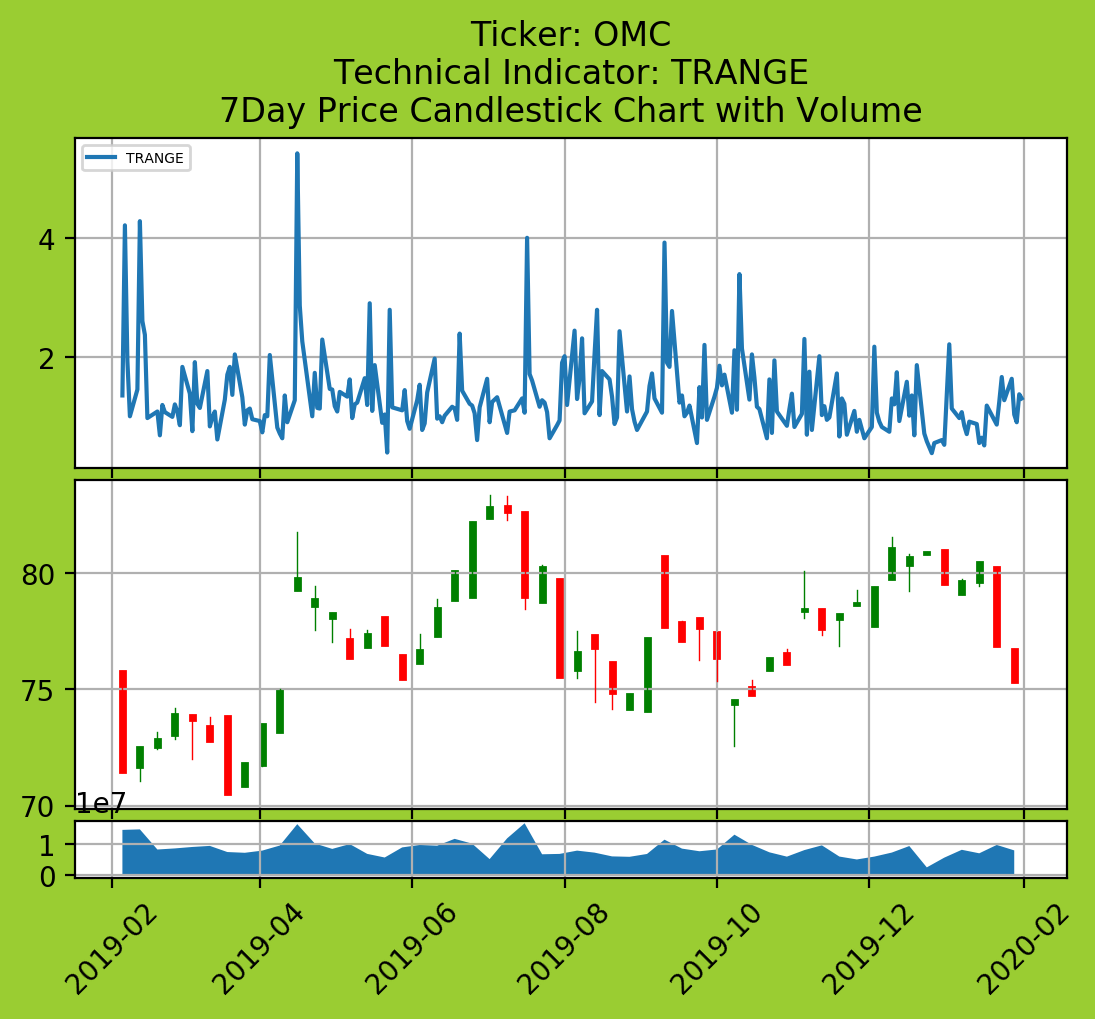 Ticker: OMC
Technical Indicator: TRANGE
7Day Price Candlestick Chart with Volume
TRANGE
4
2
80
75
70
1e7
1
0
2019-02
2019-04
2019-06
2019-08
2019-10
2019-12
2020-02